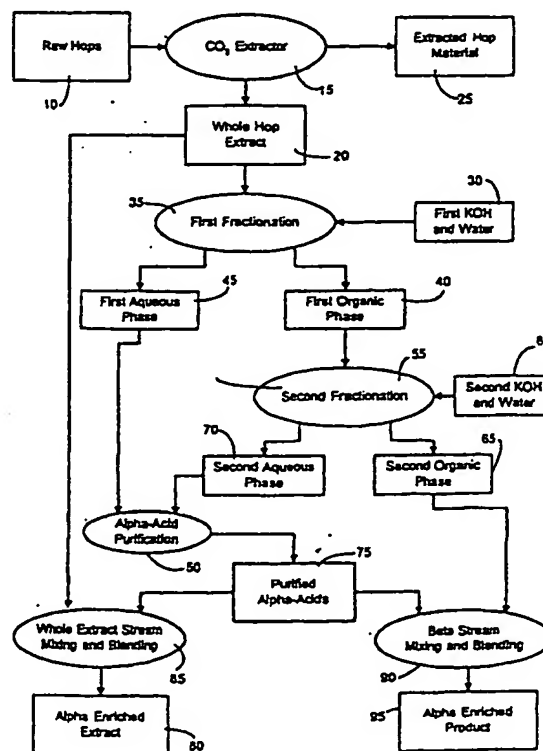 Raw Hops
CO₂ Extractor
Extracted Hop
Material
10
15
25
Whole Hop
Extract
20
35
30
First Fractionation
First KOH
and Water
45
40
First Aqueous
Phase
First Organic
Phase
55
Second Fractionation
Second KOH
and Water
70
65
Second Aqueous
Phase
Second Organic
Phase
Alpha-Acid
Purification
50
75
Purified
Alpha-Acids
Whole Extract Stream
Mixing and Blending
85
Beta Stream
Mixing and Blending
90
Alpha Enriched
Extract
80
95
Alpha Enriched
Product